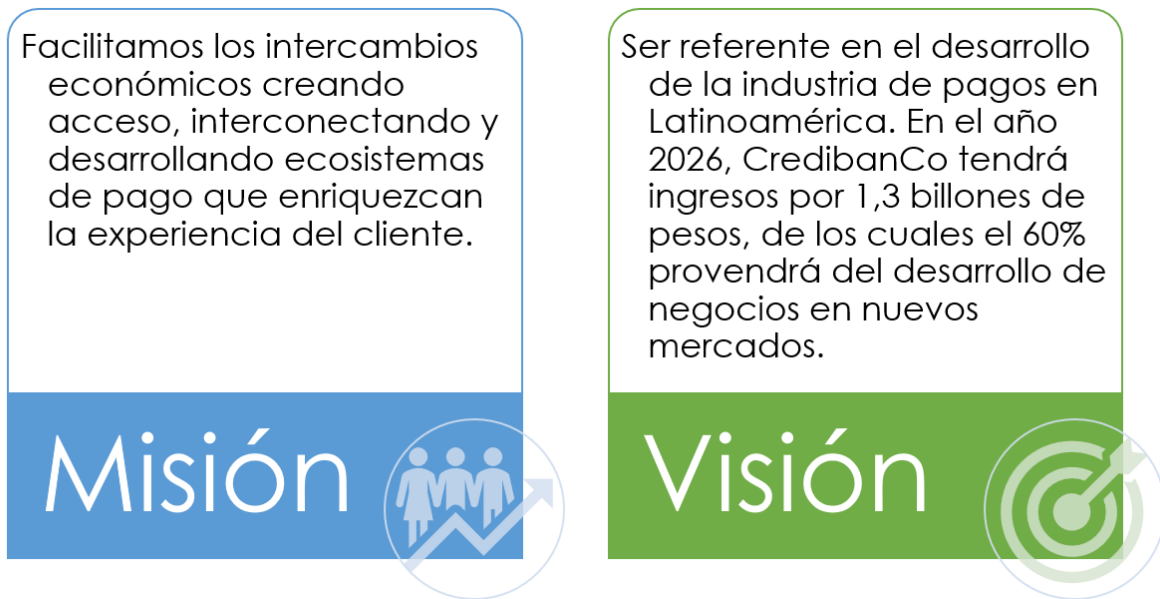 Facilitamos los intercambios
económicos creando
acceso, interconectando y
desarrollando ecosistemas
de pago que enriquezcan
la experiencia del cliente.
Misión
Ser referente en el desarrollo
de la industria de pagos en
Latinoamérica. En el año
2026, CredibanCo tendrá
ingresos por 1,3 billones de
pesos, de los cuales el 60%
provendrá del desarrollo de
negocios en nuevos
mercados.
Visión